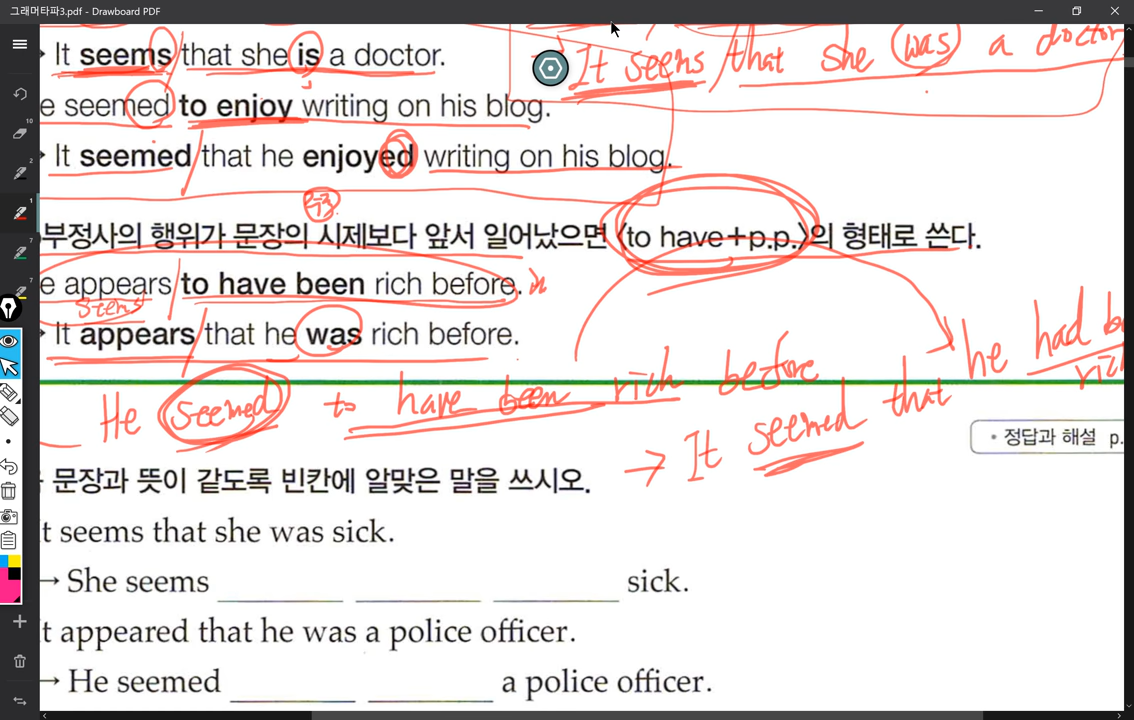 그래머타파3.pdf - Drawboard PDF
It seems that she is a doctor.
It seems that she was a doctor
e seemed to enjoy writing on his blog.
It seemed that he enjoyed writing on his blog.
부정사의 행위가 문장의 시제보다 앞서 일어났으면 〈to have+p.p.〉의 형태로 쓴다.
e appears to have been rich before.
seems
It appears that he was rich before.
he had be
rich
He seemed to have been rich before
→ It seemed that
• 정답과 해설 p.
문장과 뜻이 같도록 빈칸에 알맞은 말을 쓰시오.
t seems that she was sick.
→ She seems ________ ________ ________ sick.
t appeared that he was a police officer.
→ He seemed ________ ________ a police officer.